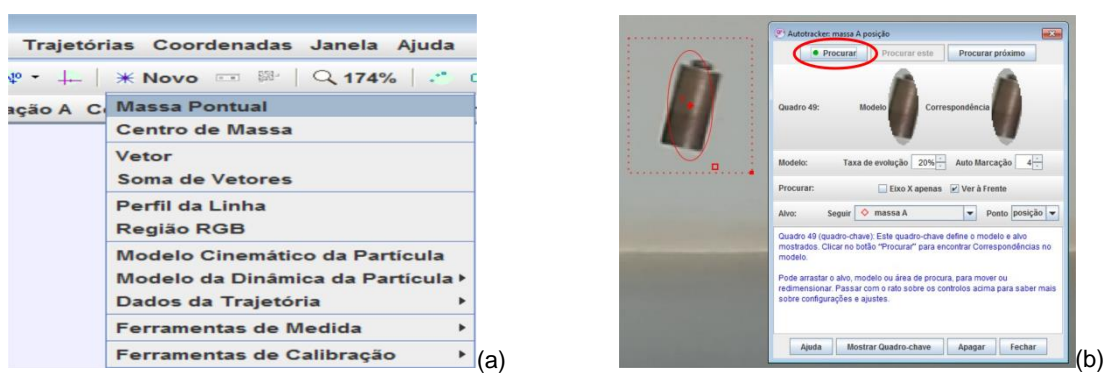 Trajetórias Coordenadas Janela Ajuda
Novo 174%
ação A
Massa Pontual
Centro de Massa
Vetor
Soma de Vetores
Perfil da Linha
Região RGB
Modelo Cinemático da Partícula
Modelo da Dinâmica da Partícula
Dados da Trajetória
Ferramentas de Medida
Ferramentas de Calibração
(a)
Autotracker: massa A posição
Procurar Procurar este Procurar próximo
Quadro 49: Modelo Correspondência
Modelo: Taxa de evolução 20% Auto Marcação 4
Procurar: Eixo X apenas Ver à Frente
Alvo: Seguir massa A Ponto posição
Quadro 49 (quadro-chave): Este quadro-chave define o modelo e alvo
mostrados. Clicar no botão "Procurar" para encontrar Correspondências no
modelo.
Pode arrastar o alvo, modelo ou área de procura, para mover ou
redimensionar. Passar com o rato sobre os controlos acima para saber mais
sobre configurações e ajustes.
Ajuda Mostrar Quadro-chave Apagar Fechar
(b)